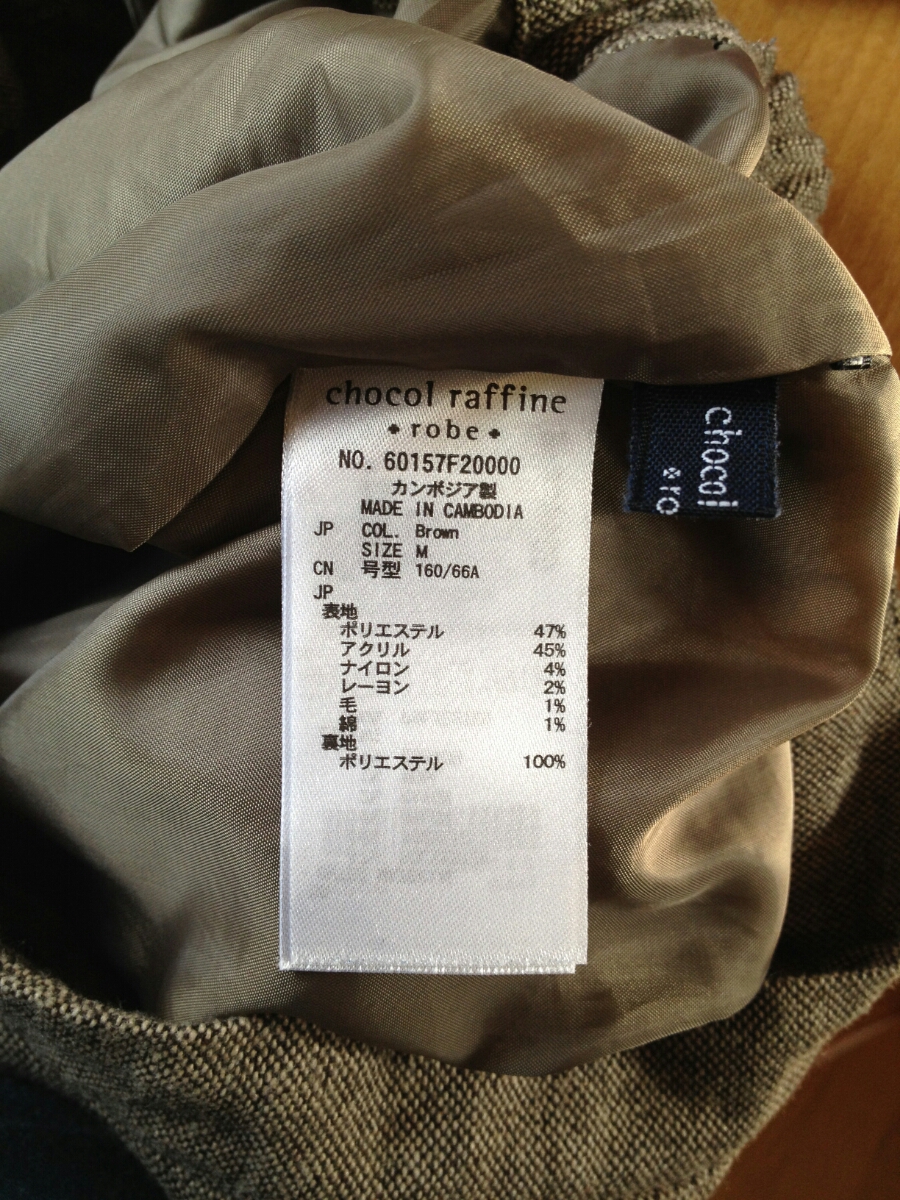 chocol raffine
robe
NO. 60157F20000
カンボジア製
MADE IN CAMBODIA
JP COL. Brown
SIZE M
CN 号型 160/66A
JP
表地
ポリエステル 47%
アクリル 45%
ナイロン 4%
レーヨン 2%
毛 1%
綿 1%
裏地
ポリエステル 100%
chocol
ro